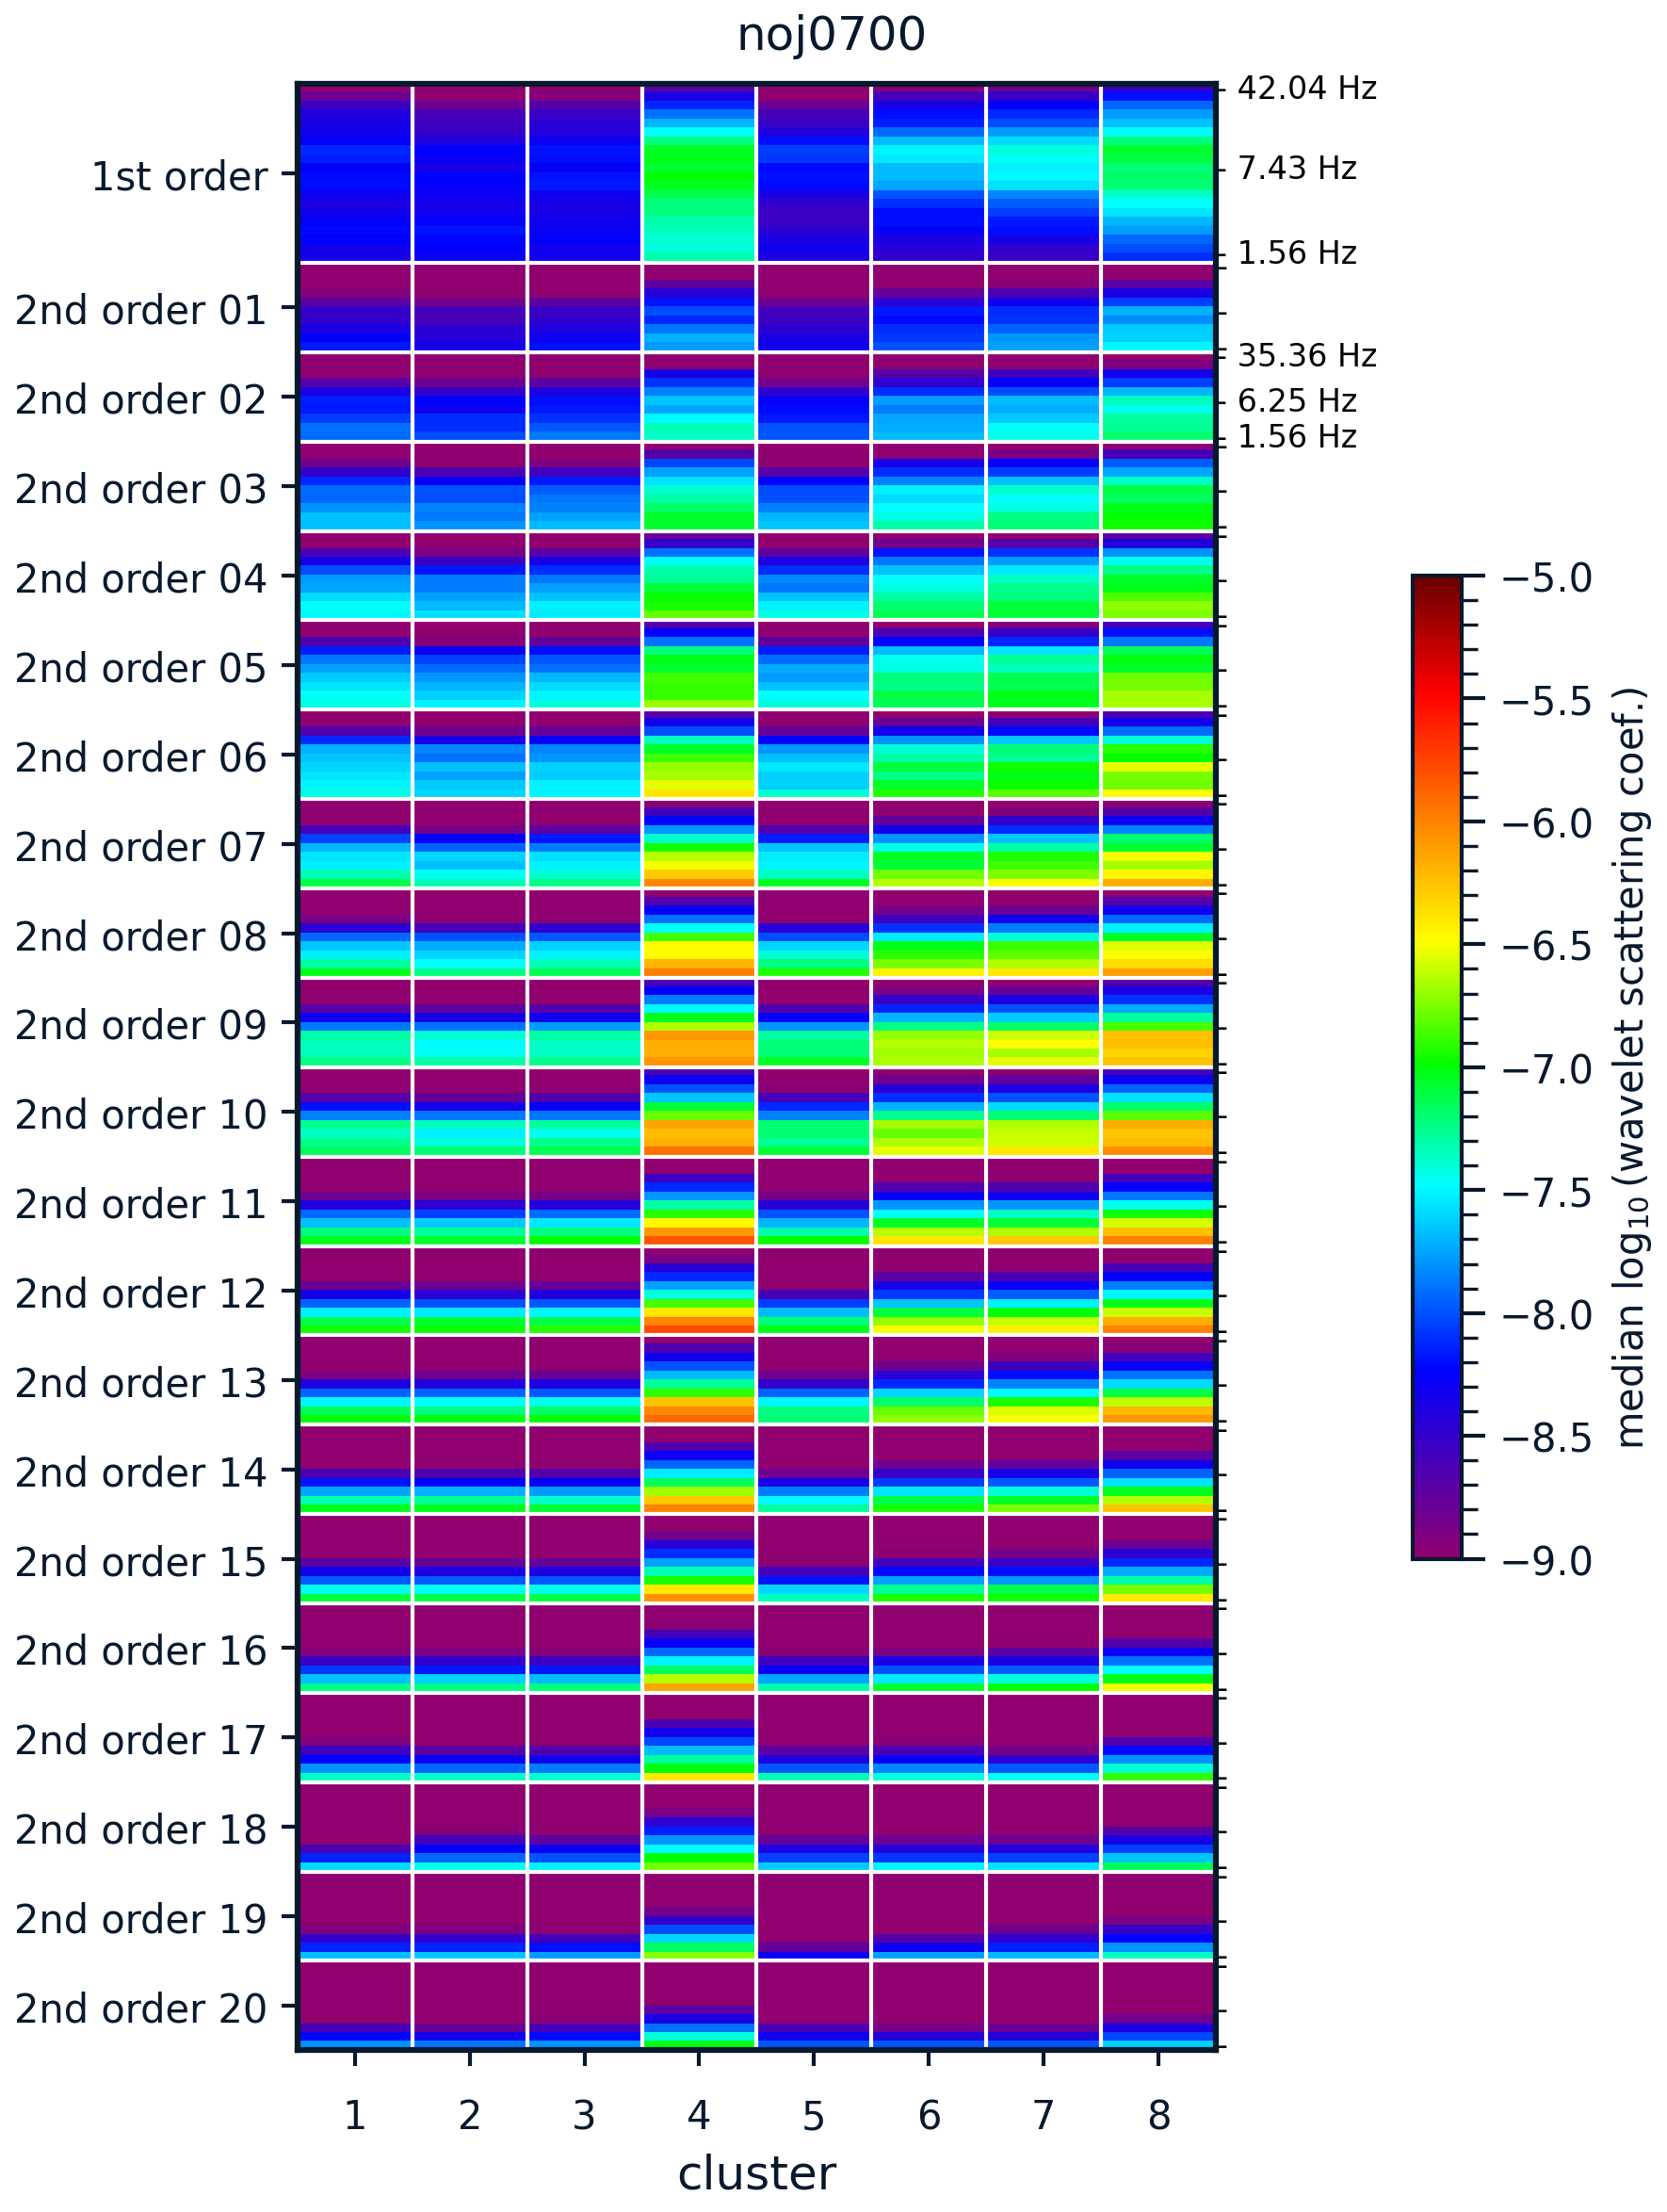 noj0700
42.04 Hz
1st order
7.43 Hz
1.56 Hz
2nd order 01
35.36 Hz
2nd order 02
6.25 Hz
1.56 Hz
2nd order 03
2nd order 04
2nd order 05
2nd order 06
2nd order 07
2nd order 08
2nd order 09
2nd order 10
2nd order 11
2nd order 12
2nd order 13
2nd order 14
2nd order 15
2nd order 16
2nd order 17
2nd order 18
2nd order 19
2nd order 20
1 2 3 4 5 6 7 8
cluster
−5.0
−5.5
−6.0
−6.5
−7.0
−7.5
−8.0
−8.5
−9.0
median log₁₀(wavelet scattering coef.)